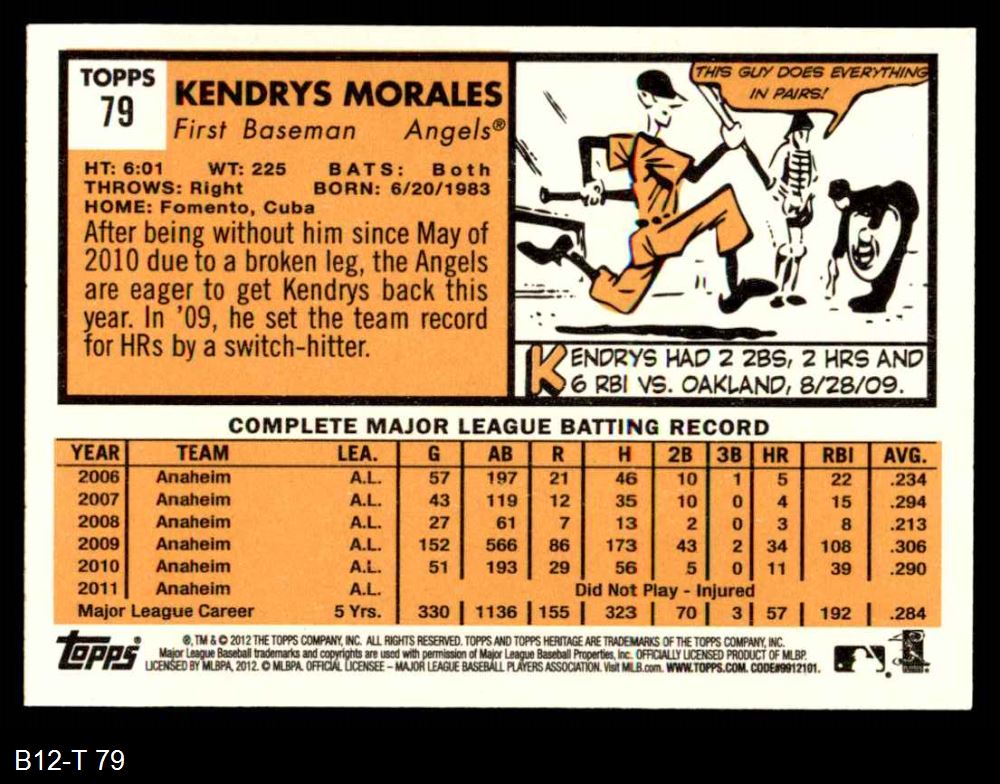 TOPPS
79
KENDRYS MORALES
First Baseman Angels®
HT: 6:01 WT: 225 BATS: Both
THROWS: Right BORN: 6/20/1983
HOME: Fomento, Cuba
After being without him since May of
2010 due to a broken leg, the Angels
are eager to get Kendrys back this
year. In '09, he set the team record
for HRs by a switch-hitter.
THIS GUY DOES EVERYTHING
IN PAIRS!
KENDRYS HAD 2 2BS, 2 HRS AND
6 RBI VS. OAKLAND, 8/28/09.
COMPLETE MAJOR LEAGUE BATTING RECORD
YEAR TEAM LEA. G AB R H 2B 3B HR RBI AVG.
2006 Anaheim A.L. 57 197 21 46 10 1 5 22 .234
2007 Anaheim A.L. 43 119 12 35 10 0 4 15 .294
2008 Anaheim A.L. 27 61 7 13 2 0 3 8 .213
2009 Anaheim A.L. 152 566 86 173 43 2 34 108 .306
2010 Anaheim A.L. 51 193 29 56 5 0 11 39 .290
2011 Anaheim A.L. Did Not Play - Injured
Major League Career 5 Yrs. 330 1136 155 323 70 3 57 192 .284
Topps®
®, TM & © 2012 THE TOPPS COMPANY, INC. ALL RIGHTS RESERVED. TOPPS AND TOPPS HERITAGE ARE TRADEMARKS OF THE TOPPS COMPANY, INC.
Major League Baseball trademarks and copyrights are used with permission of Major League Baseball Properties, Inc. OFFICIALLY LICENSED PRODUCT OF MLBP.
LICENSED BY MLBPA, 2012. © MLBPA. OFFICIAL LICENSEE – MAJOR LEAGUE BASEBALL PLAYERS ASSOCIATION. Visit MLB.com. WWW.TOPPS.COM. CODE#9912101.
B12-T 79